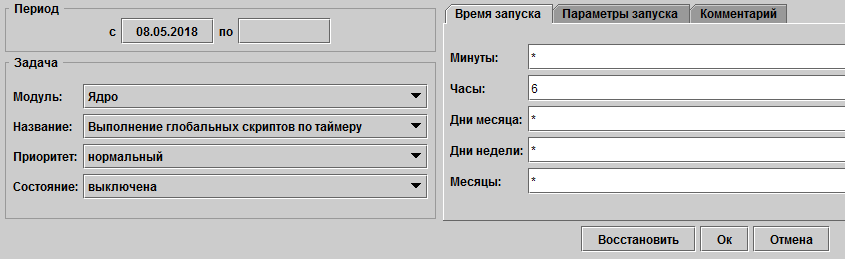 Период
с 08.05.2018 по
Задача
Модуль: Ядро
Название: Выполнение глобальных скриптов по таймеру
Приоритет: нормальный
Состояние: выключена
Время запуска Параметры запуска Комментарий
Минуты: *
Часы: 6
Дни месяца: *
Дни недели: *
Месяцы: *
Восстановить Ок Отмена